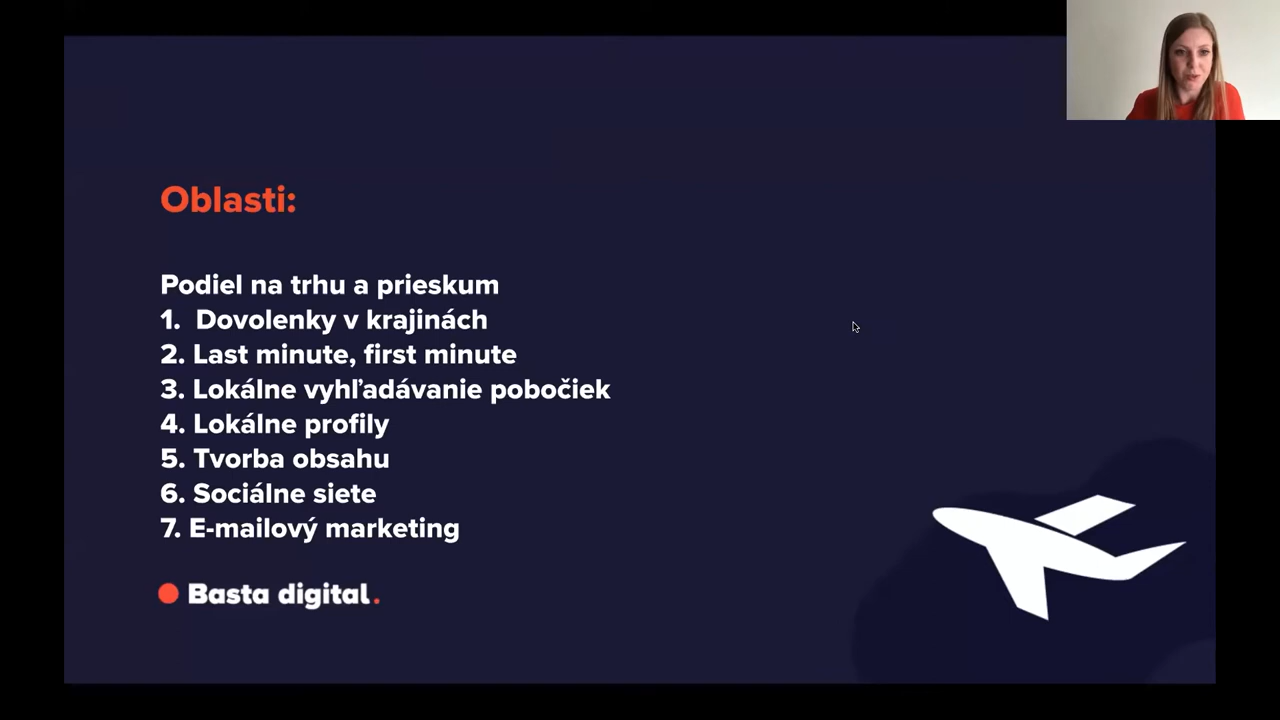 Oblasti:
Podiel na trhu a prieskum
1. Dovolenky v krajinách
2. Last minute, first minute
3. Lokálne vyhľadávanie pobočiek
4. Lokálne profily
5. Tvorba obsahu
6. Sociálne siete
7. E-mailový marketing
Basta digital.